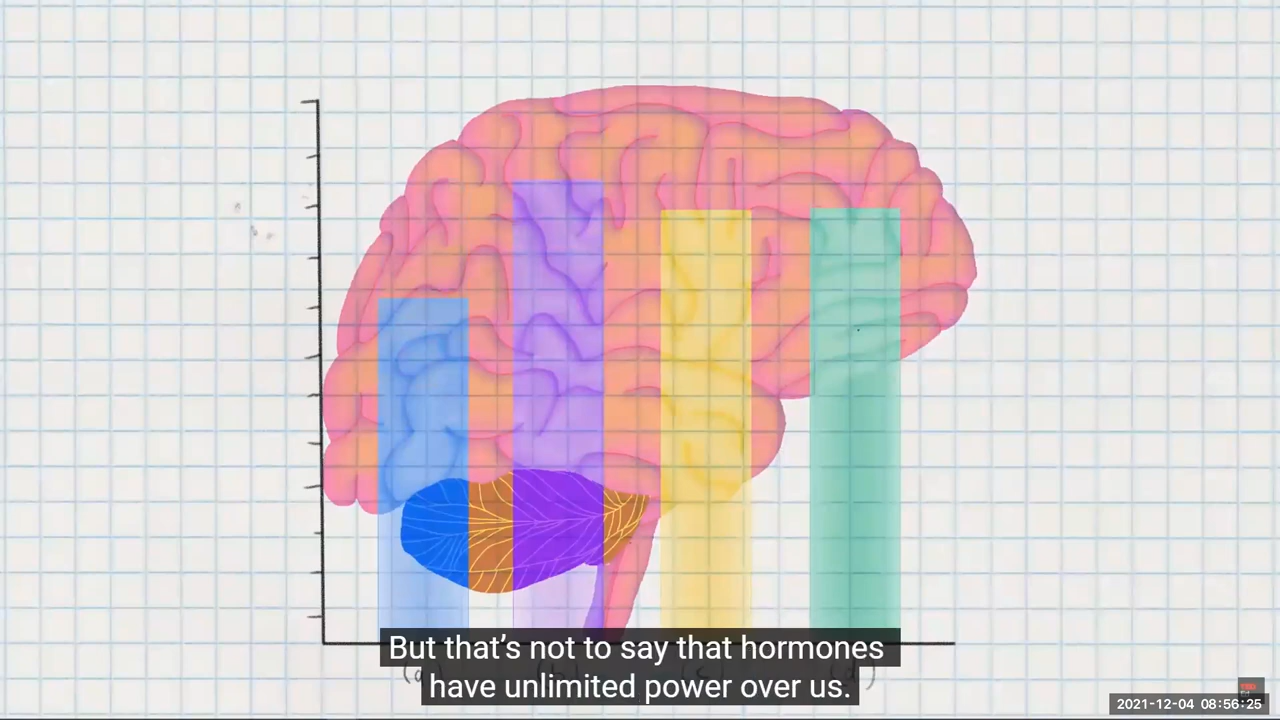 But that’s not to say that hormones
have unlimited power over us.
2021-12-04 08:56:25